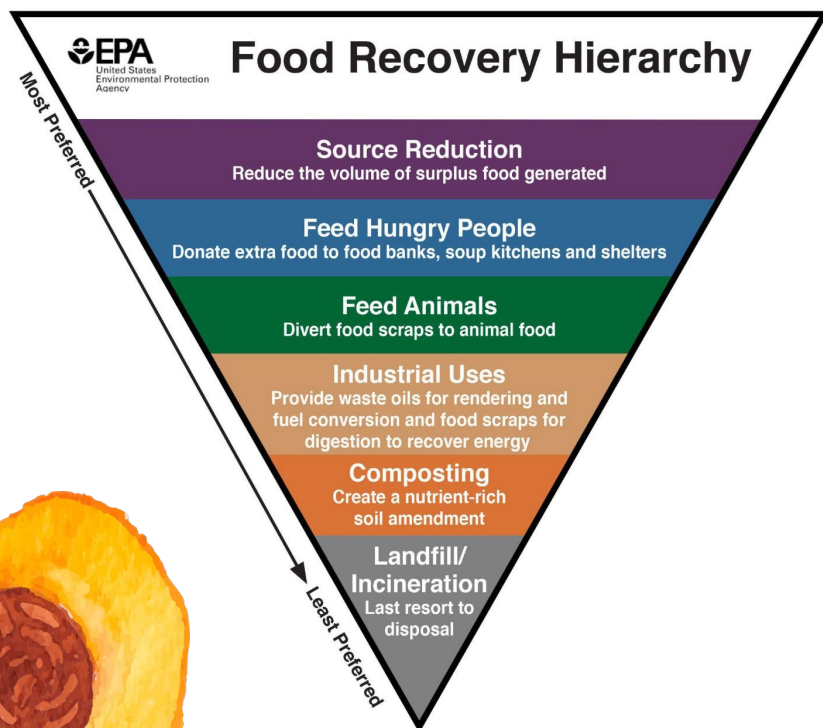 EPA
United States
Environmental Protection
Agency
Food Recovery Hierarchy
Most Preferred
Source Reduction
Reduce the volume of surplus food generated
Feed Hungry People
Donate extra food to food banks, soup kitchens and shelters
Feed Animals
Divert food scraps to animal food
Industrial Uses
Provide waste oils for rendering and
fuel conversion and food scraps for
digestion to recover energy
Composting
Create a nutrient-rich
soil amendment
Landfill/
Incineration
Last resort to
disposal
Least Preferred